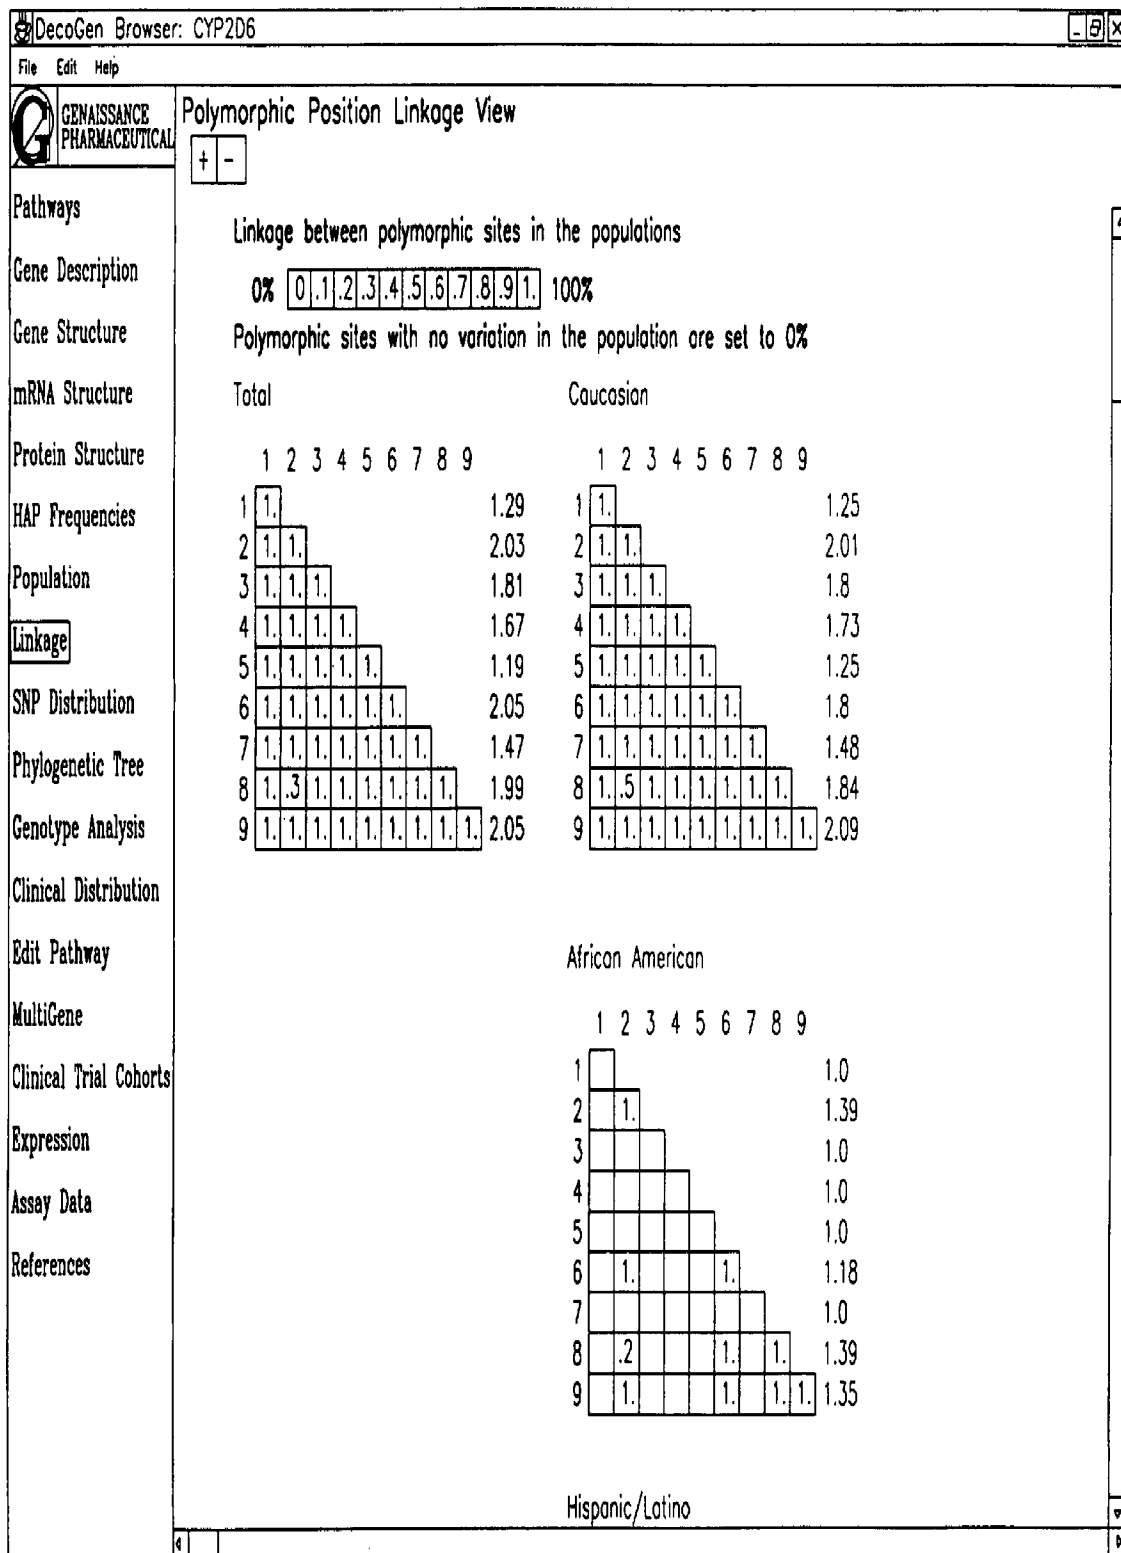 DecoGen Browser: CYP2D6
File Edit Help
GENAISSANCE
PHARMACEUTICAL
Polymorphic Position Linkage View
+ -
Pathways
Gene Description
Gene Structure
mRNA Structure
Protein Structure
HAP Frequencies
Population
Linkage
SNP Distribution
Phylogenetic Tree
Genotype Analysis
Clinical Distribution
Edit Pathway
MultiGene
Clinical Trial Cohorts
Expression
Assay Data
References
Linkage between polymorphic sites in the populations
0% 0 .1 .2 .3 .4 .5 .6 .7 .8 .9 1. 100%
Polymorphic sites with no variation in the population are set to 0%
Total
1 2 3 4 5 6 7 8 9
1 1. 1.29
2 1. 1. 2.03
3 1. 1. 1. 1.81
4 1. 1. 1. 1. 1.67
5 1. 1. 1. 1. 1. 1.19
6 1. 1. 1. 1. 1. 1. 2.05
7 1. 1. 1. 1. 1. 1. 1. 1.47
8 1. .3 1. 1. 1. 1. 1. 1. 1.99
9 1. 1. 1. 1. 1. 1. 1. 1. 1. 2.05
Caucasian
1 2 3 4 5 6 7 8 9
1 1. 1.25
2 1. 1. 2.01
3 1. 1. 1. 1.8
4 1. 1. 1. 1. 1.73
5 1. 1. 1. 1. 1. 1.25
6 1. 1. 1. 1. 1. 1. 1.8
7 1. 1. 1. 1. 1. 1. 1. 1.48
8 1. .5 1. 1. 1. 1. 1. 1. 1.84
9 1. 1. 1. 1. 1. 1. 1. 1. 1. 2.09
African American
1 2 3 4 5 6 7 8 9
1 1.0
2 1. 1.39
3 1.0
4 1.0
5 1.0
6 1. 1. 1.18
7 1.0
8 .2 1. 1. 1.39
9 1. 1. 1. 1. 1.35
Hispanic/Latino